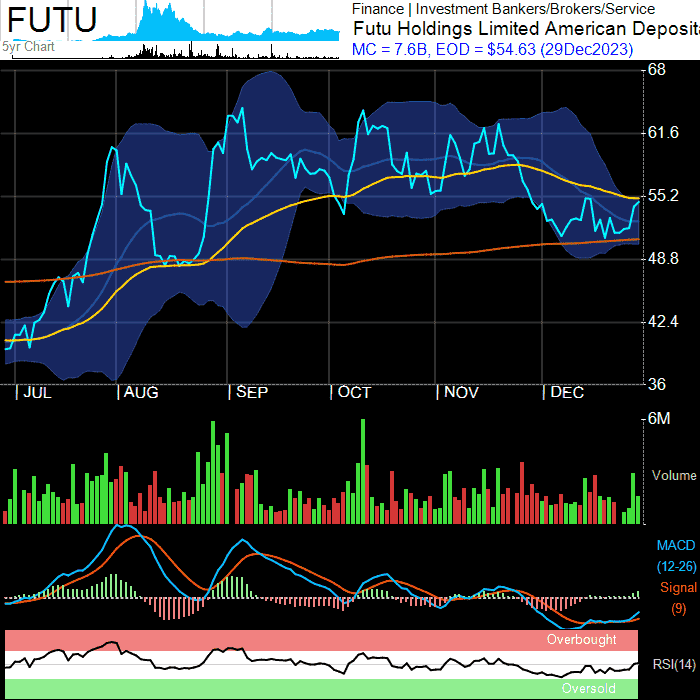 FUTU
5yr Chart
Finance | Investment Bankers/Brokers/Service
Futu Holdings Limited American Deposit
MC = 7.6B, EOD = $54.63 (29Dec2023)
68
61.6
55.2
48.8
42.4
36
| JUL | AUG | SEP | OCT | NOV | DEC
6M
Volume
MACD
(12-26)
Signal
(9)
Overbought
RSI(14)
Oversold